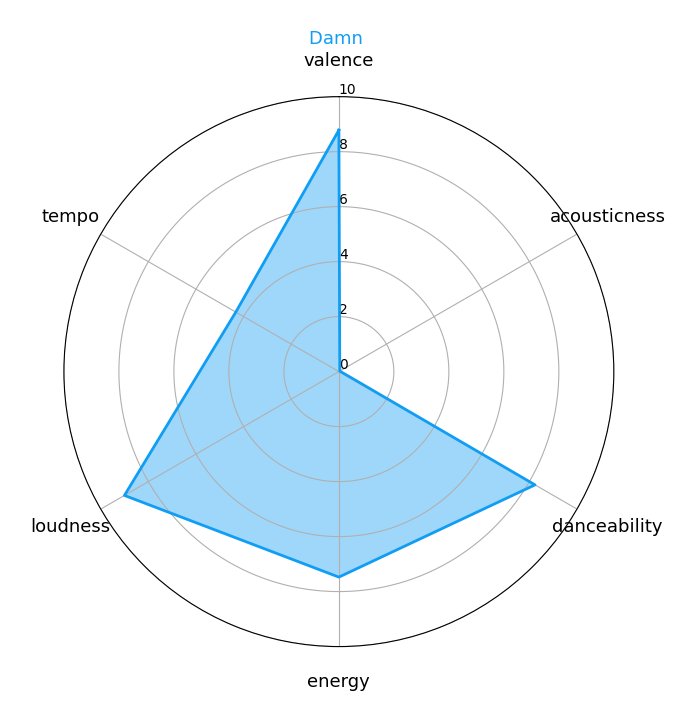 Damn
valence
10
8
tempo
acousticness
6
4
2
0
loudness
danceability
energy